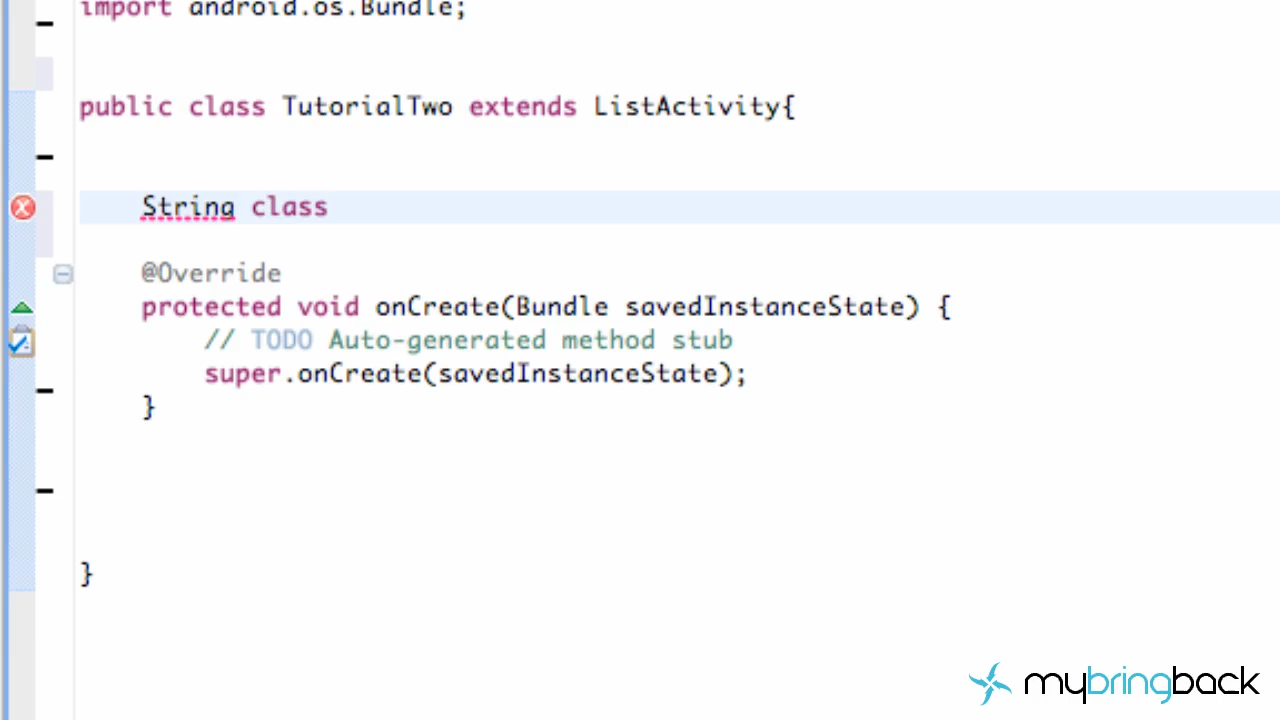 import android.os.Bundle;
public class TutorialTwo extends ListActivity{
String class
@Override
protected void onCreate(Bundle savedInstanceState) {
// TODO Auto-generated method stub
super.onCreate(savedInstanceState);
}
}
mybringback